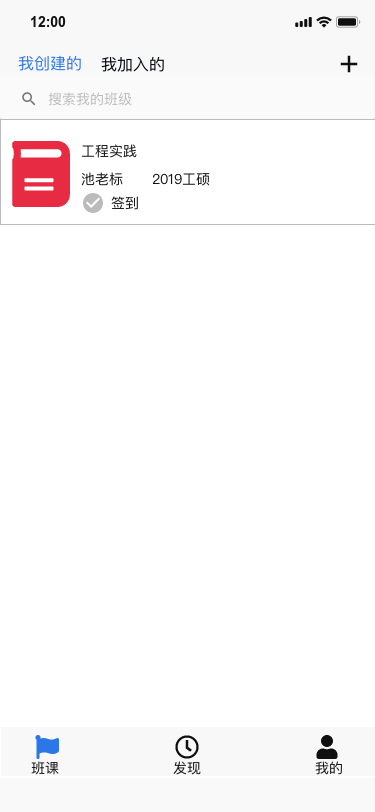 12:00
我创建的 我加入的
搜索我的班级
工程实践
池老标 2019工硕
签到
班课 发现 我的